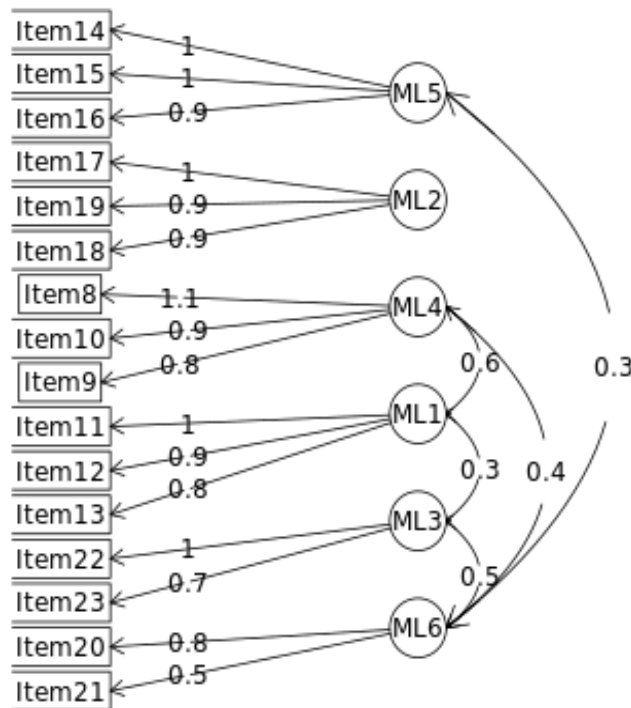 Item14
1
Item15
1
ML5
Item16
0.9
Item17
1
ML2
Item19
0.9
Item18
0.9
Item8
1.1
ML4
Item10
0.9
0.6
0.3
Item9
0.8
Item11
1
ML1
Item12
0.9
0.3
0.4
Item13
0.8
ML3
Item22
1
Item23
0.7
0.5
ML6
Item20
0.8
Item21
0.5